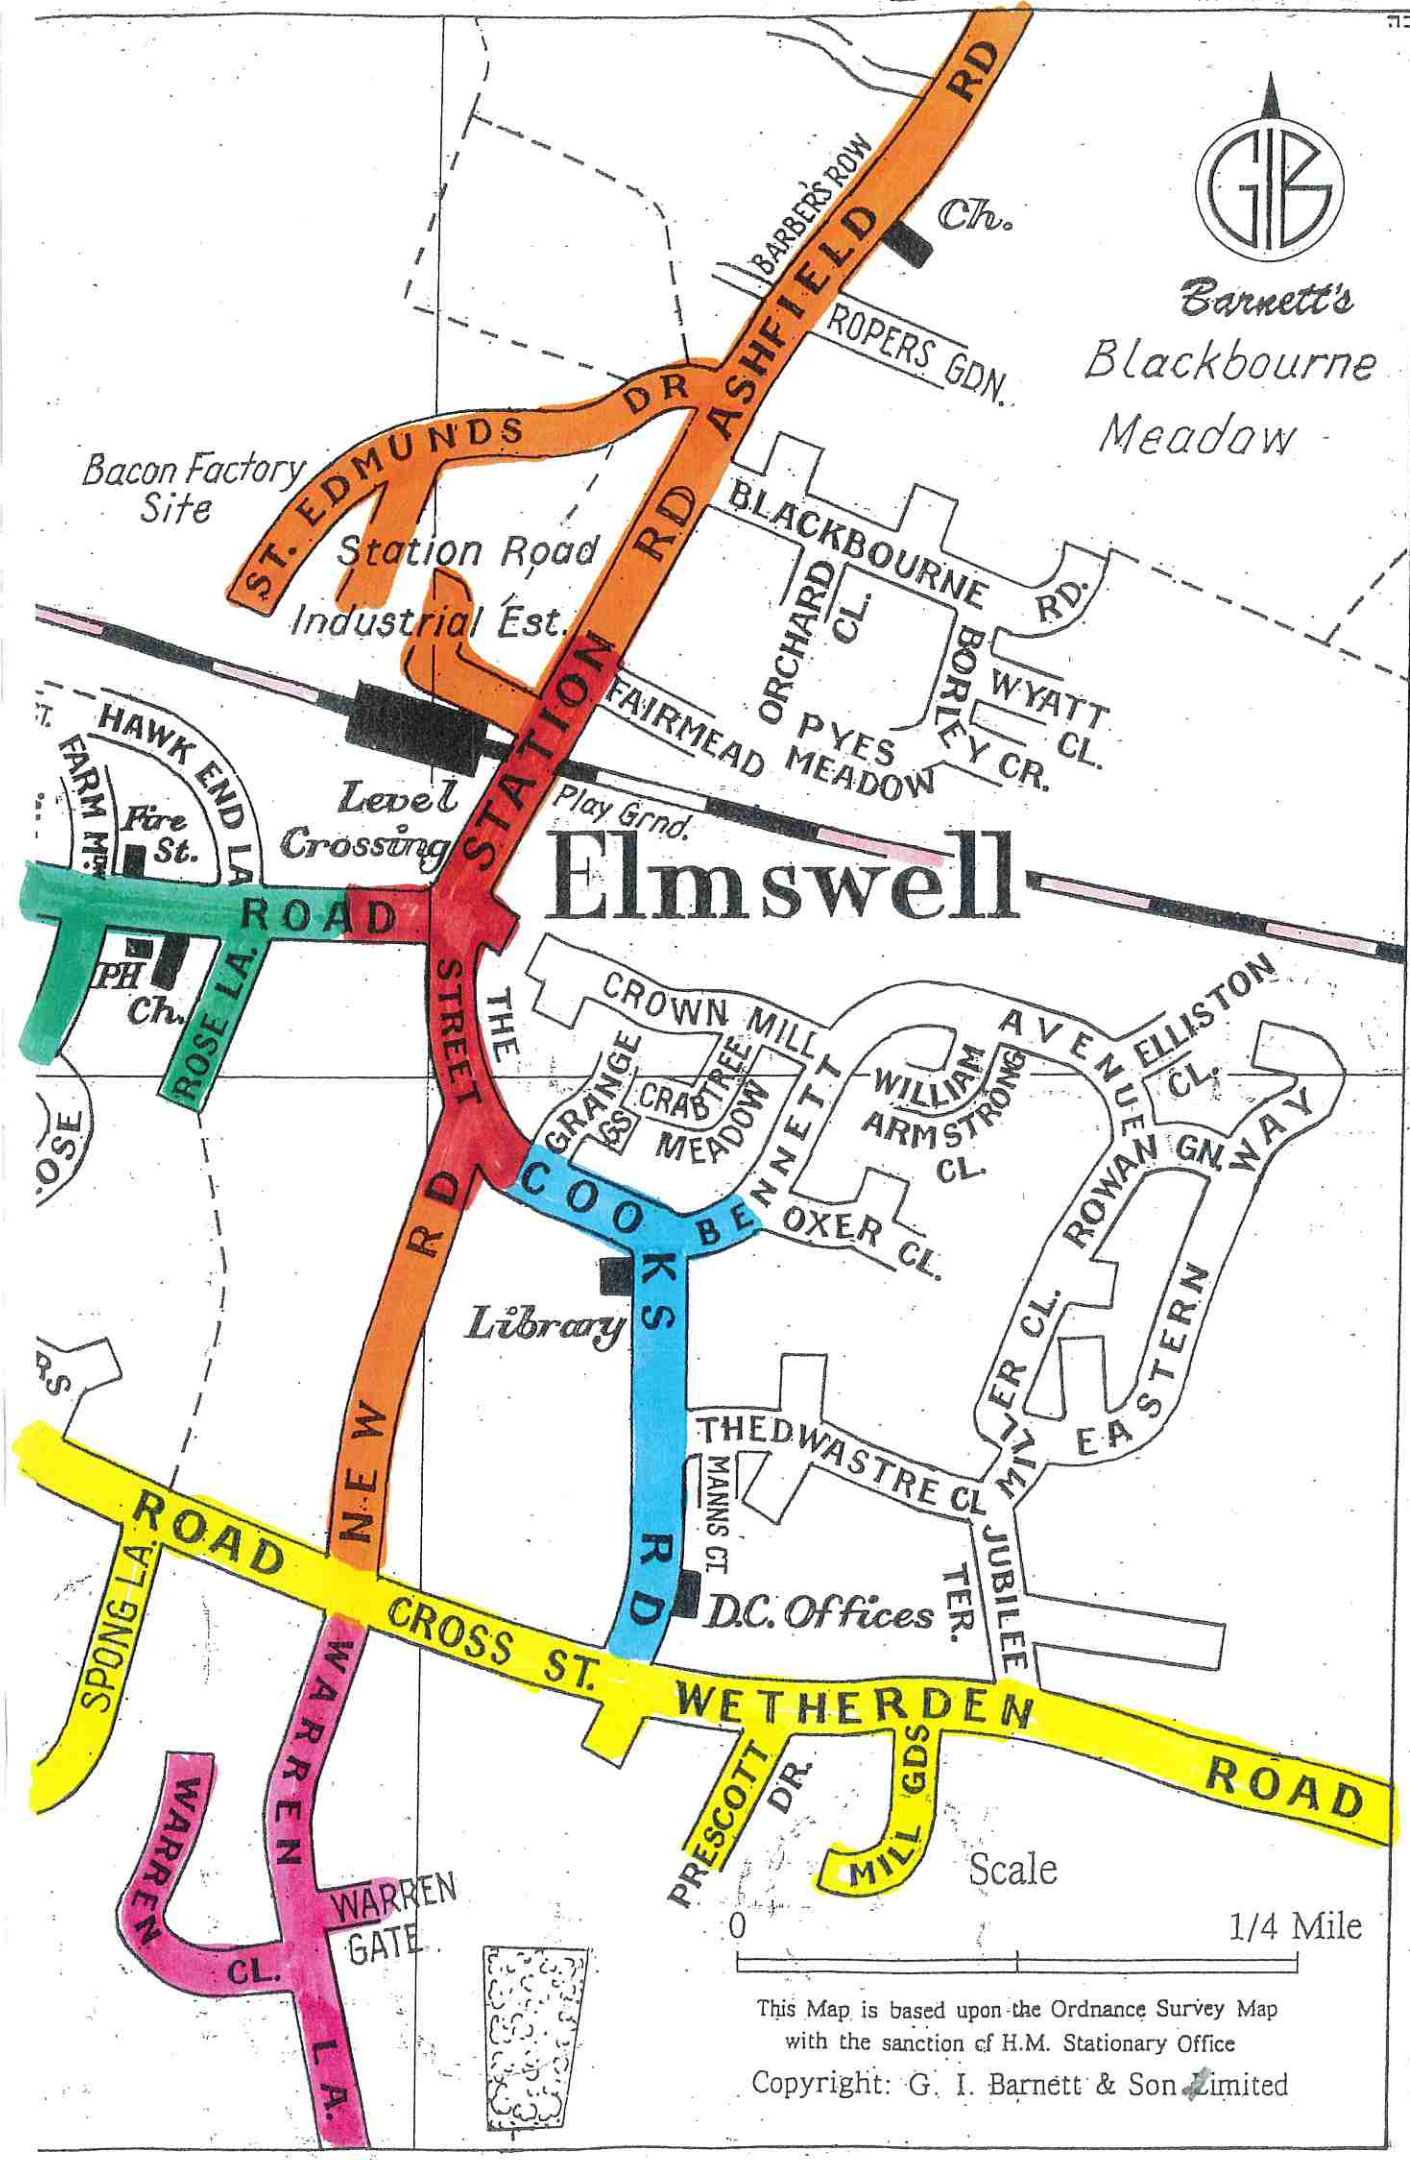 RD
Ch.
GB
Barnett's
Blackbourne
Meadow
BARBER'S ROW
ASHFIELD
ROPERS GDN.
ST. EDMUNDS DR
Bacon Factory
Site
Station Road
Industrial Est.
STATION RD
BLACKBOURNE RD.
ORCHARD
CL.
BORLEY CR.
WYATT
CL.
PYES
MEADOW
FAIRMEAD
HAWK END LA
FARM
Fire
St.
Level
Crossing
Play Grnd.
Elmswell
ROAD
PH
Ch.
ROSE LA.
THE
STREET
CROWN MILL
GRANGE
GS
CRABTREE
MEADOW
BENNETT
AVENUE
WILLIAM
ARMSTRONG
CL.
ELLISTON
CL.
ROWAN GN.
EASTERN WAY
OXER CL.
COOKS RD
Library
NEW RD
MILLER CL.
THEDWASTRE CL
MANNS CT.
JUBILEE
TER.
D.C. Offices
ROAD
CROSS ST.
SPONG LA.
WETHERDEN
ROAD
PRESCOTT
DR.
MILL GDS
WARREN LA.
WARREN CL.
WARREN
GATE
Scale
0 1/4 Mile
This Map is based upon the Ordnance Survey Map
with the sanction of H.M. Stationary Office
Copyright: G. I. Barnett & Son Limited